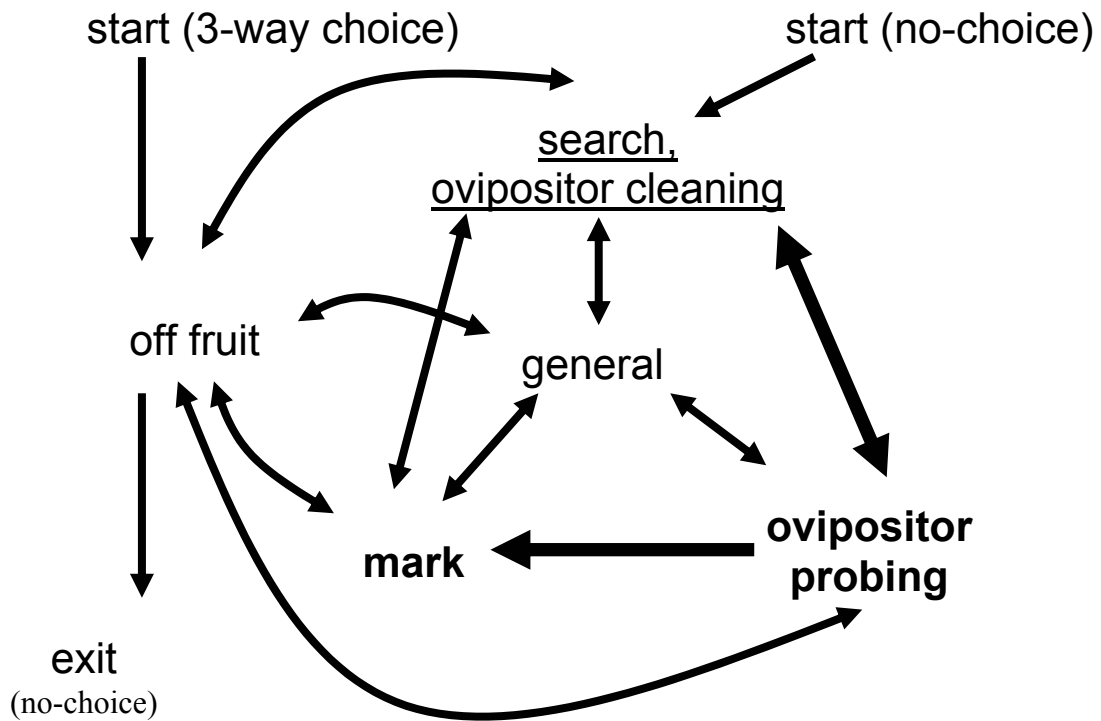 start (3-way choice)
start (no-choice)
search,
ovipositor cleaning
off fruit
general
mark
ovipositor
probing
exit
(no-choice)